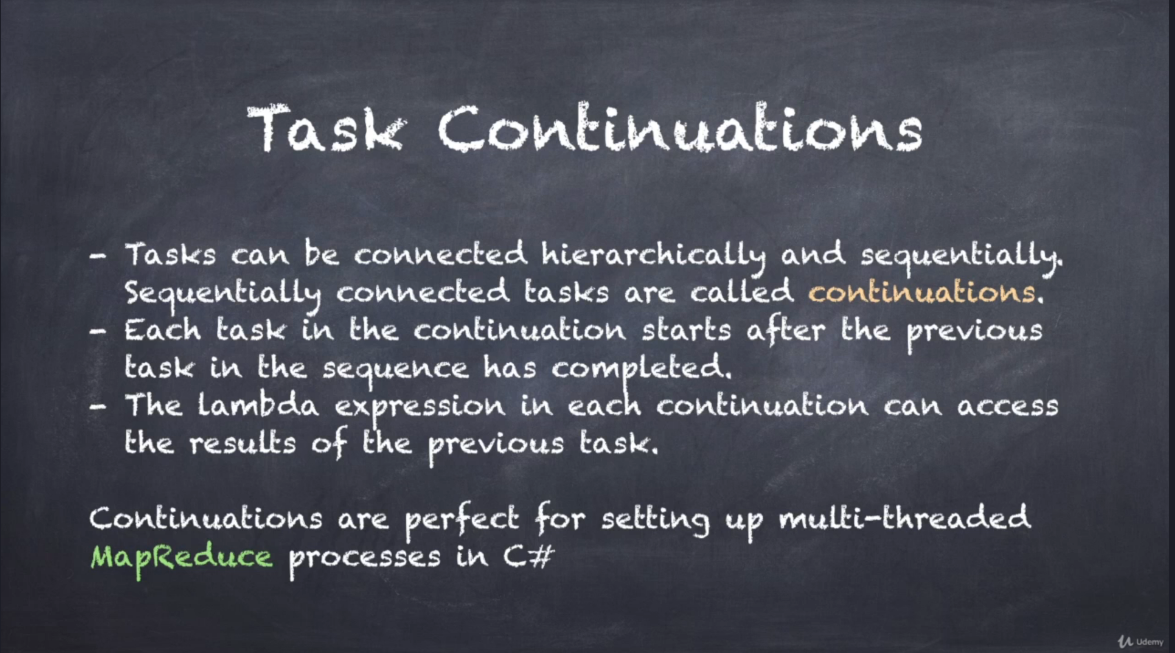 Task Continuations
- Tasks can be connected hierarchically and sequentially.
Sequentially connected tasks are called continuations.
- Each task in the continuation starts after the previous
task in the sequence has completed.
- The lambda expression in each continuation can access
the results of the previous task.
Continuations are perfect for setting up multi-threaded
MapReduce processes in C#
Udemy